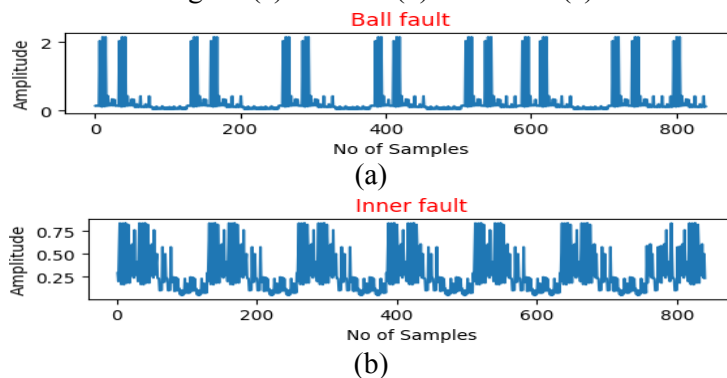 Ball fault
2
0
Amplitude
0 200 400 600 800
No of Samples
(a)
Inner fault
0.75
0.50
0.25
Amplitude
0 200 400 600 800
No of Samples
(b)